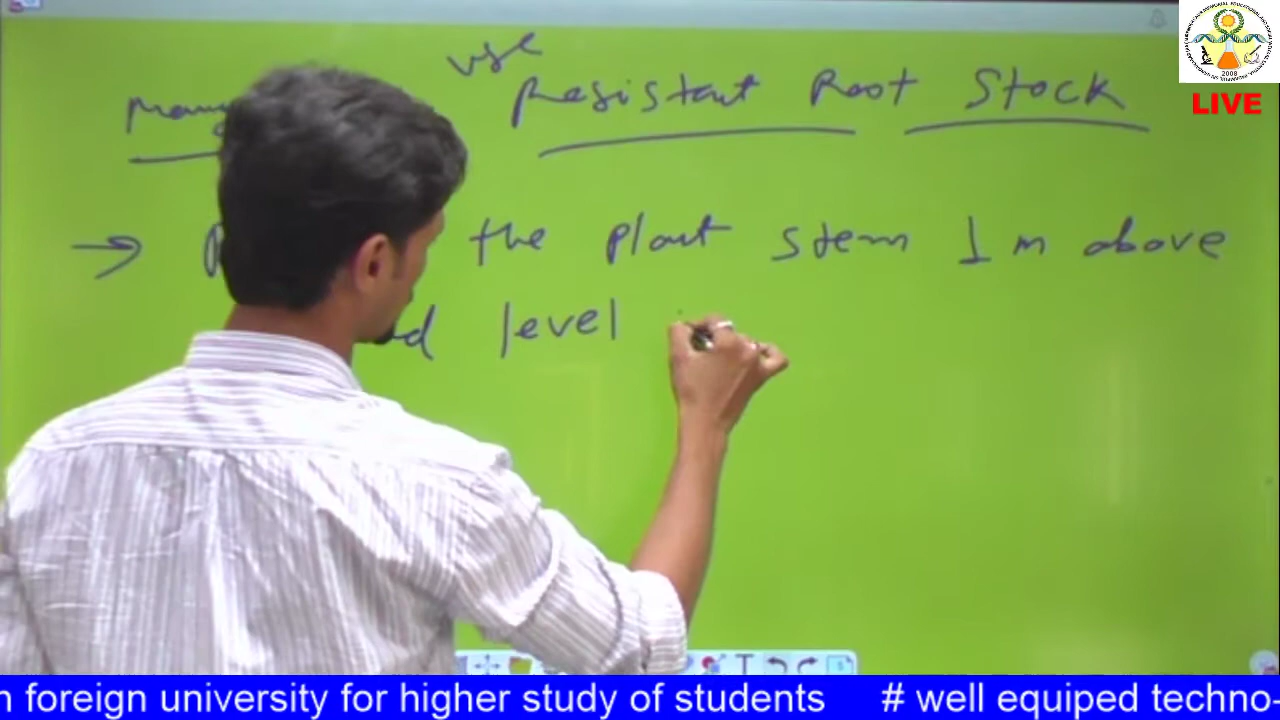 use
Resistant Root Stock
the plant stem 1 m above
level
2008
LIVE
n foreign university for higher study of students # well equiped techno-